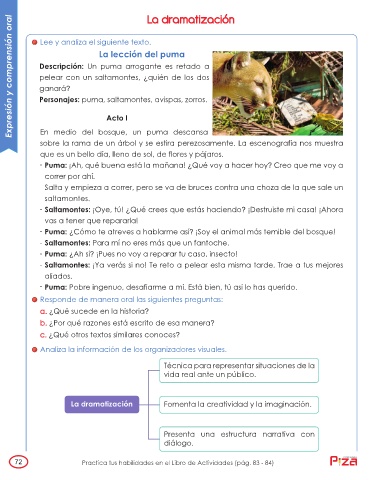 La dramatización
Expresión y comprensión oral
Lee y analiza el siguiente texto.
La lección del puma
Descripción: Un puma arrogante es retado a
pelear con un saltamontes, ¿quién de los dos
ganará?
Personajes: puma, saltamontes, avispas, zorros.
Acto I
En medio del bosque, un puma descansa
sobre la rama de un árbol y se estira perezosamente. La escenografía nos muestra
que es un bello día, lleno de sol, de flores y pájaros.
- Puma: ¡Ah, qué buena está la mañana! ¿Qué voy a hacer hoy? Creo que me voy a
correr por ahí.
Salta y empieza a correr, pero se va de bruces contra una choza de la que sale un
saltamontes.
- Saltamontes: ¡Oye, tú! ¿Qué crees que estás haciendo? ¡Destruiste mi casa! ¡Ahora
vas a tener que repararla!
- Puma: ¿Cómo te atreves a hablarme así? ¡Soy el animal más temible del bosque!
- Saltamontes: Para mí no eres más que un fantoche.
- Puma: ¿Ah sí? ¡Pues no voy a reparar tu casa, insecto!
- Saltamontes: ¡Ya verás si no! Te reto a pelear esta misma tarde. Trae a tus mejores
aliados.
- Puma: Pobre ingenuo, desafiarme a mí. Está bien, tú así lo has querido.
Responde de manera oral las siguientes preguntas:
a. ¿Qué sucede en la historia?
b. ¿Por qué razones está escrito de esa manera?
c. ¿Qué otros textos similares conoces?
Analiza la información de los organizadores visuales.
Técnica para representar situaciones de la
vida real ante un público.
La dramatización
Fomenta la creatividad y la imaginación.
Presenta una estructura narrativa con
diálogo.
72
Practica tus habilidades en el Libro de Actividades (pág. 83 - 84)
Piza